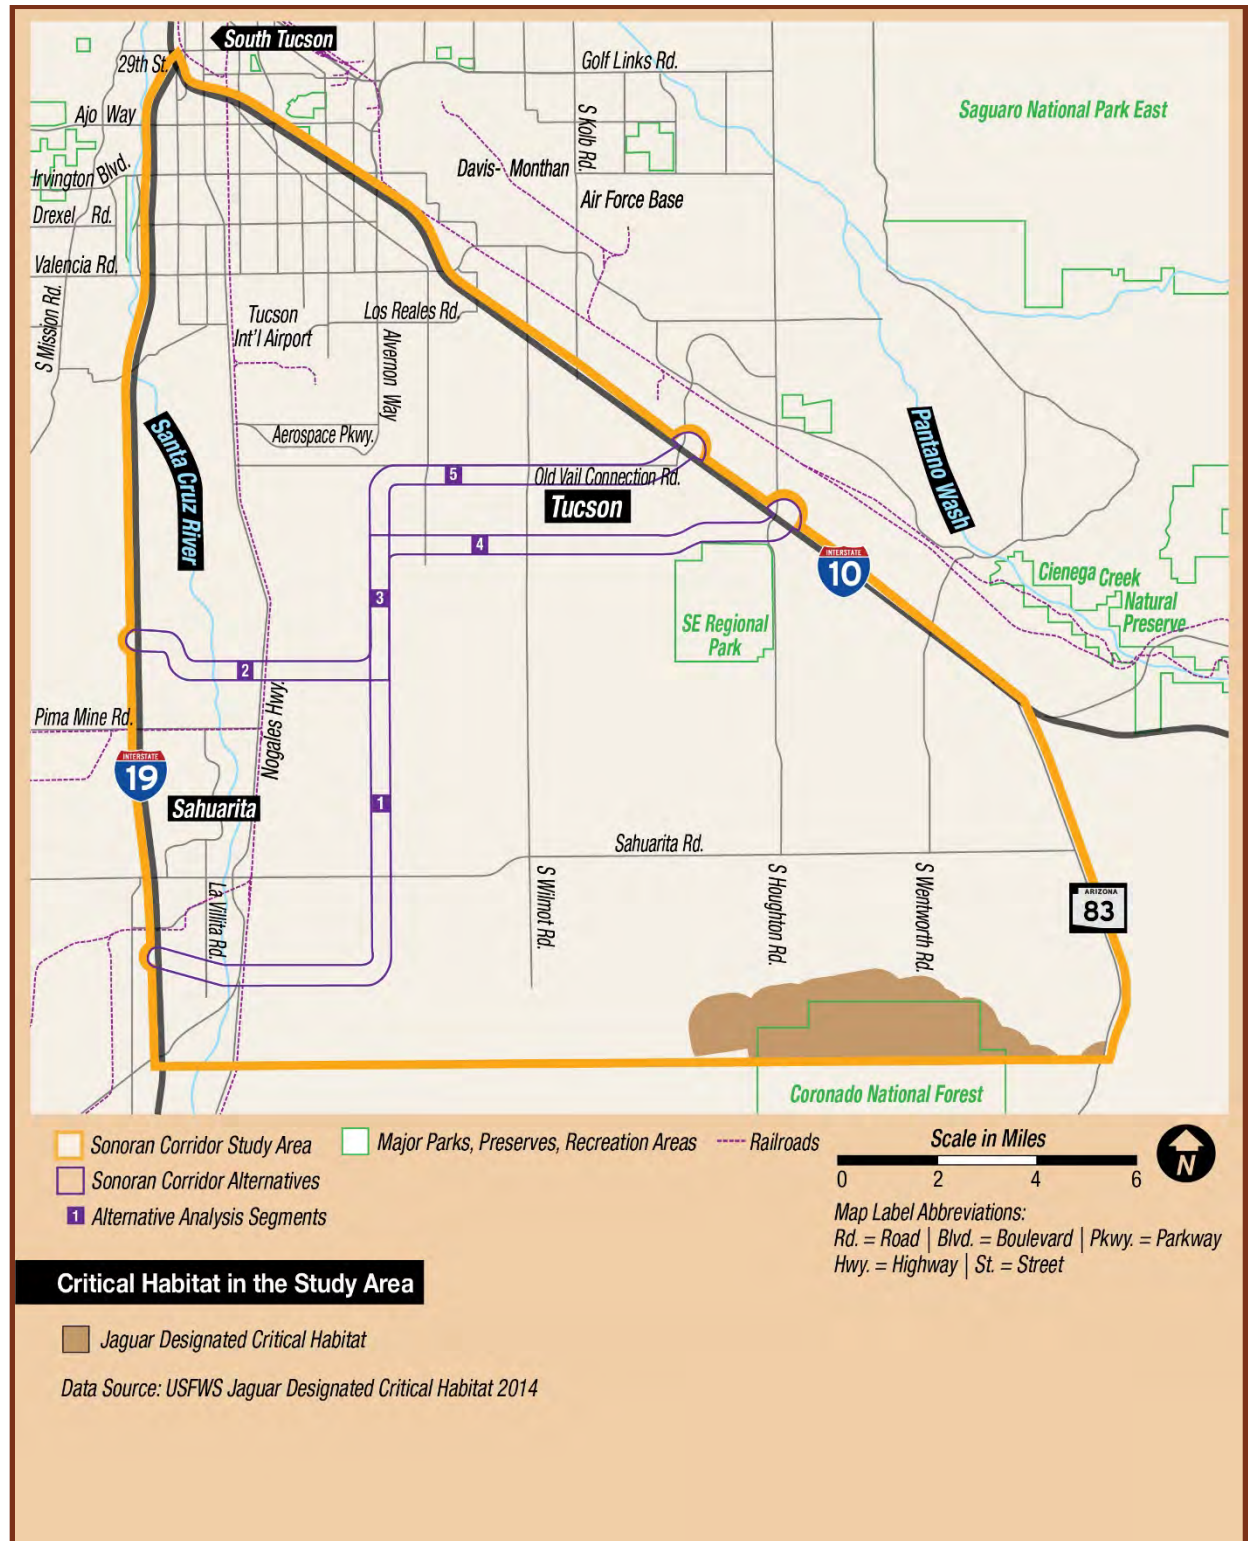 South Tucson
29th St.
Golf Links Rd.
Ajo Way
S Kolb Rd.
Saguaro National Park East
Irvington Blvd.
Davis- Monthan
Air Force Base
Drexel Rd.
Valencia Rd.
S Mission Rd.
Tucson
Int'l Airport
Los Reales Rd.
Alvernon Way
Santa Cruz River
Aerospace Pkwy.
Pantano Wash
5
Old Vail Connection Rd.
Tucson
4
INTERSTATE
10
Cienega Creek
Natural
Preserve
3
SE Regional
Park
2
Nogales Hwy.
Pima Mine Rd.
INTERSTATE
19
Sahuarita
1
Sahuarita Rd.
La Villita Rd.
S Wilmot Rd.
S Houghton Rd.
S Wentworth Rd.
ARIZONA
83
Coronado National Forest
Sonoran Corridor Study Area
Major Parks, Preserves, Recreation Areas
Railroads
Scale in Miles
N
0 2 4 6
Sonoran Corridor Alternatives
1 Alternative Analysis Segments
Map Label Abbreviations:
Rd. = Road | Blvd. = Boulevard | Pkwy. = Parkway
Hwy. = Highway | St. = Street
Critical Habitat in the Study Area
Jaguar Designated Critical Habitat
Data Source: USFWS Jaguar Designated Critical Habitat 2014